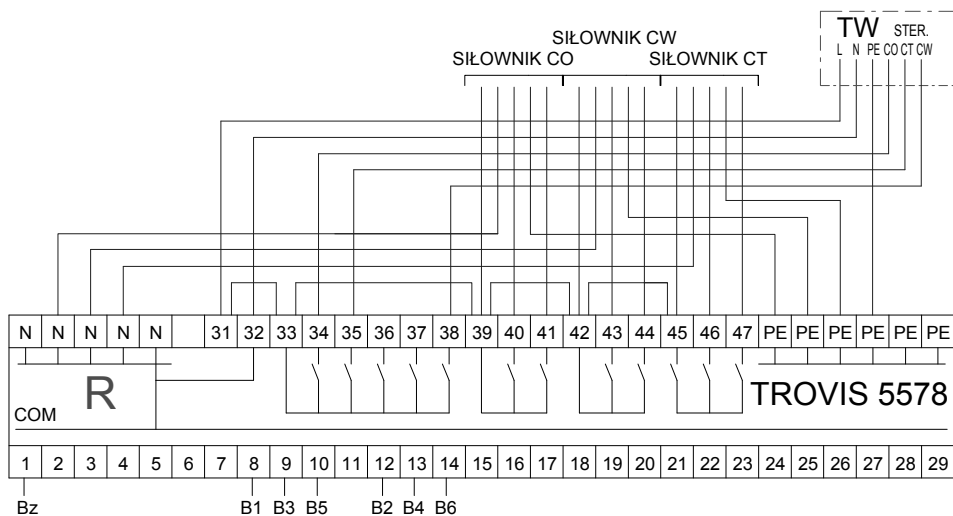 SIŁOWNIK CW
SIŁOWNIK CO SIŁOWNIK CT
TW STER.
L N PE CO CT CW
N N N N N 31 32 33 34 35 36 37 38 39 40 41 42 43 44 45 46 47 PE PE PE PE PE PE
R
TROVIS 5578
COM
1 2 3 4 5 6 7 8 9 10 11 12 13 14 15 16 17 18 19 20 21 22 23 24 25 26 27 28 29
Bz B1 B3 B5 B2 B4 B6